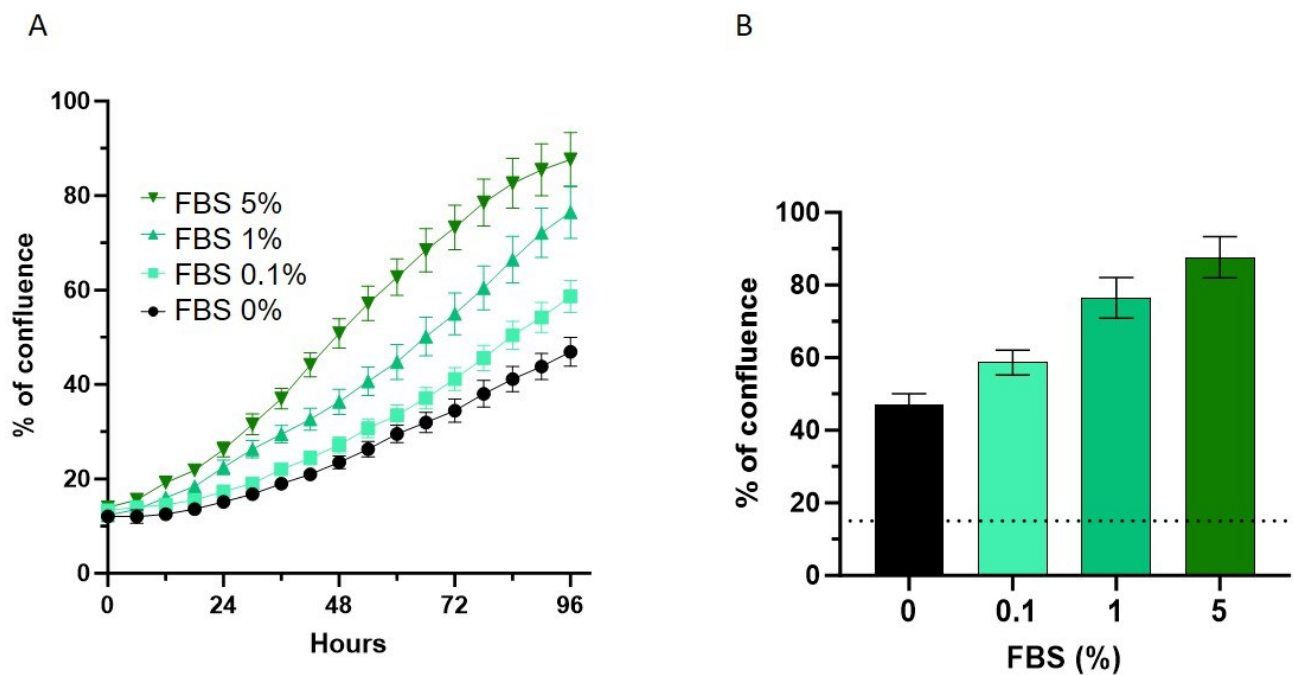 A
% of confluence
100
80
60
40
20
0
FBS 5%
FBS 1%
FBS 0.1%
FBS 0%
0 24 48 72 96
Hours
B
% of confluence
100
80
60
40
20
0
0 0.1 1 5
FBS (%)